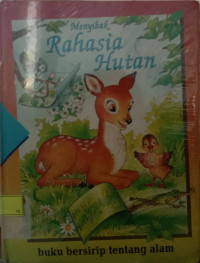 Menyibak
Rahasia
Hutan
buku bersirip tentang alam